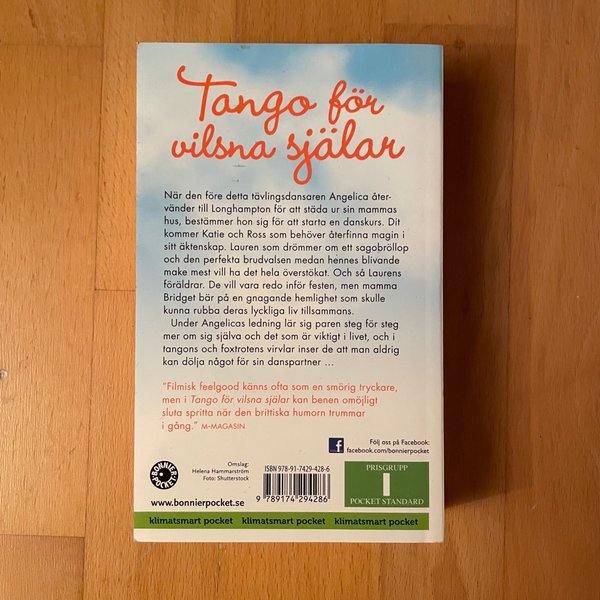 Tango för
vilsna själar
När den före detta tävlingsdansaren Angelica åter-
vänder till Longhampton för att städa ur sin mammas
hus, bestämmer hon sig för att starta en danskurs. Dit
kommer Katie och Ross som behöver återfinna magin i
sitt äktenskap. Lauren som drömmer om ett sagobröllop
och den perfekta brudvalsen medan hennes blivande
make mest vill ha det hela överstökat. Och så Laurens
föräldrar. De vill vara redo inför festen, men mamma
Bridget bär på en gnagande hemlighet som skulle
kunna rubba deras lyckliga liv tillsammans.
Under Angelicas ledning lär sig paren steg för steg
mer om sig själva och det som är viktigt i livet, och i
tangons och foxtrotens virvlar inser de att man aldrig
kan dölja något för sin danspartner ...
"Filmisk feelgood känns ofta som en smörig tryckare,
men i Tango för vilsna själar kan benen omöjligt
sluta spritta när den brittiska humorn trummar
i gång." M-MAGASIN
Följ oss på Facebook:
facebook.com/bonnierpocket
BONNIER POCKET
Omslag:
Helena Hammarström
Foto: Shutterstock
www.bonnierpocket.se
ISBN 978-91-7429-428-6
9 789174 294286
PRISGRUPP
1
POCKET STANDARD
klimatsmart pocket klimatsmart pocket klimatsmart pocket